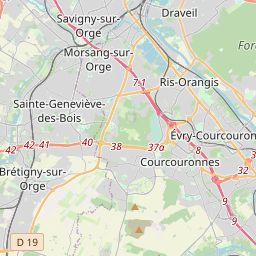 Draveil
Savigny-sur-
Orge
Morsang-sur-
Orge
7.1
Ris-Orangis
Sainte-Geneviève-
des-Bois
Évry-Courcouron
42 42-41 40 38 37a
8
Courcouronnes
32
Brétigny-sur-
Orge
9
9
D 19